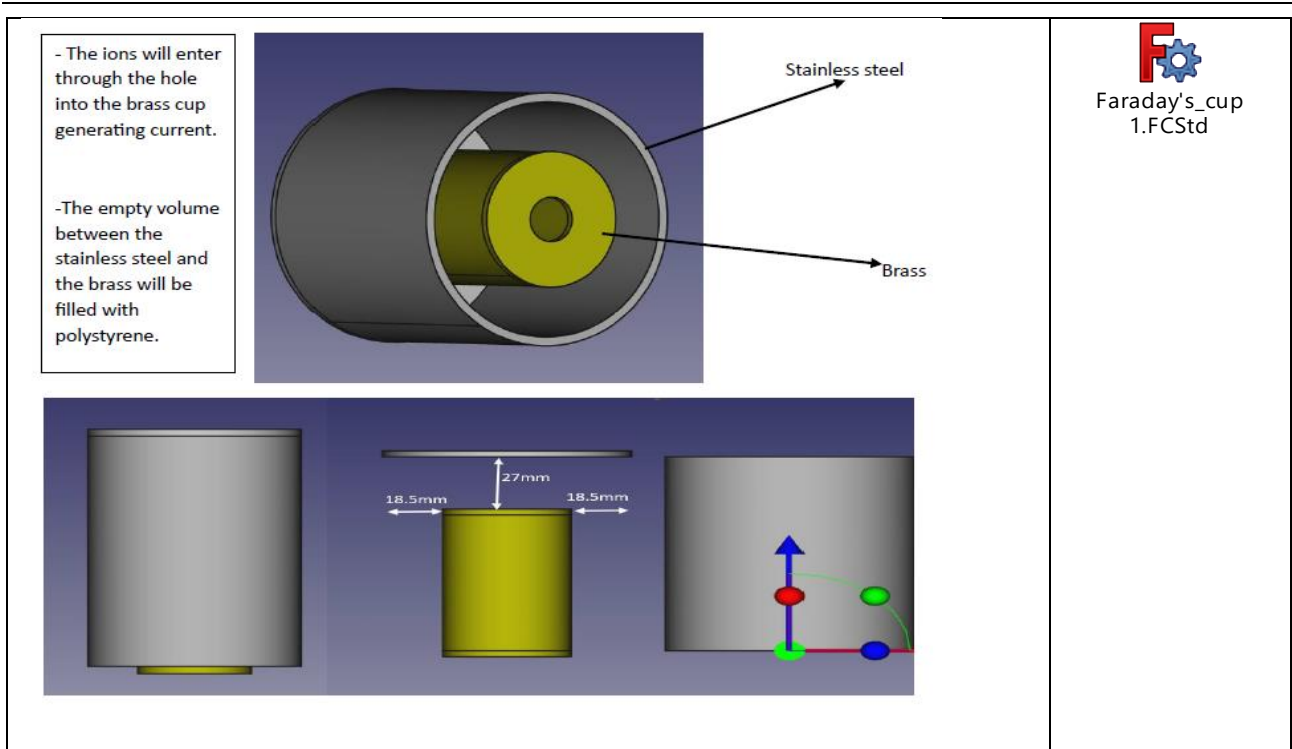 - The ions will enter
through the hole
into the brass cup
generating current.
-The empty volume
between the
stainless steel and
the brass will be
filled with
polystyrene.
Stainless steel
Brass
Faraday's_cup
1.FCStd
27mm
18.5mm
18.5mm